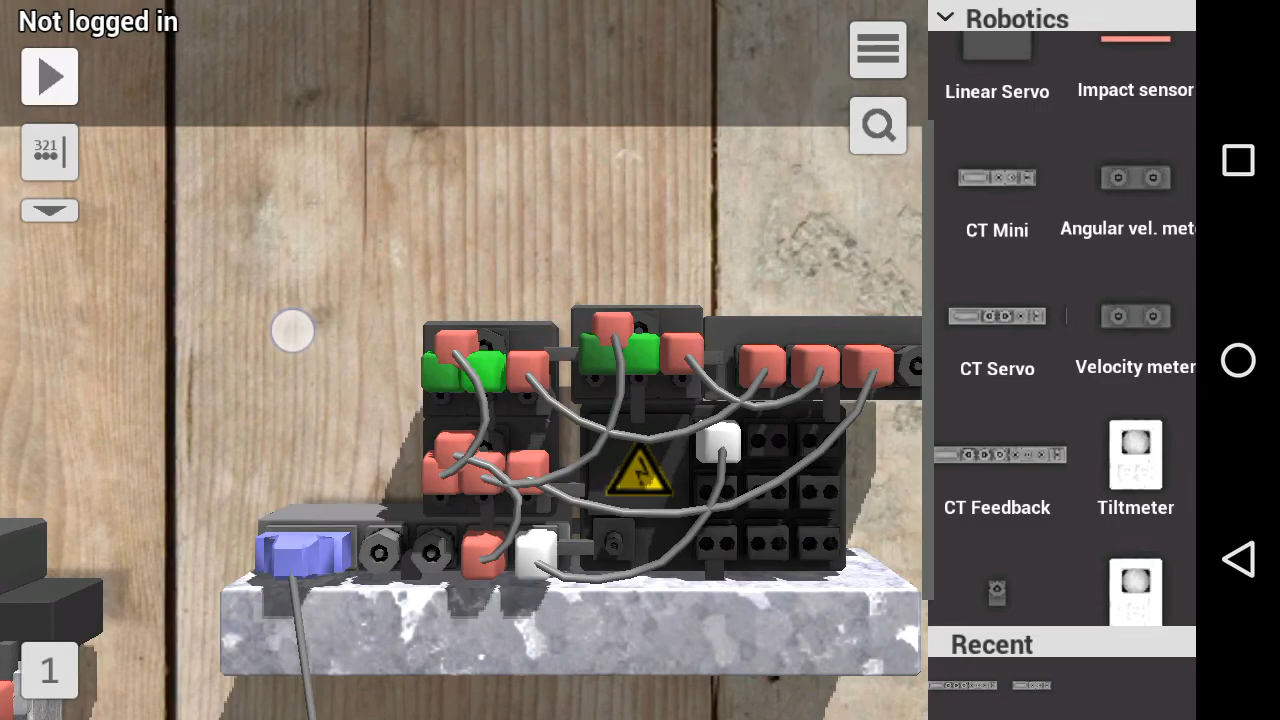 Not logged in
321
1
Robotics
Linear Servo
Impact sensor
CT Mini
Angular vel. met
CT Servo
Velocity meter
CT Feedback
Tiltmeter
Recent